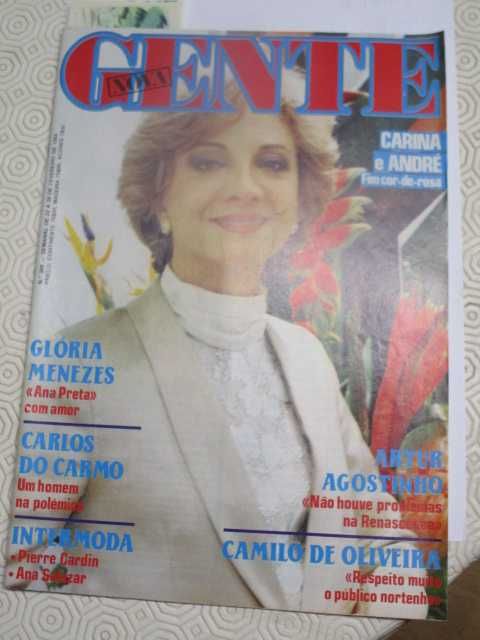 GENTE
NOVA
CARINA
e ANDRÉ
Fim cor-de-rosa
GLÓRIA
MENEZES
«Ana Preta»
com amor
CARLOS
DO CARMO
Um homem
na polémica
INTERMODA
• Pierre Cardin
• Ana Salazar
ARTUR
AGOSTINHO
«Não houve problemas
na Renascença»
CAMILO DE OLIVEIRA
«Respeito muito
o público nortenho»